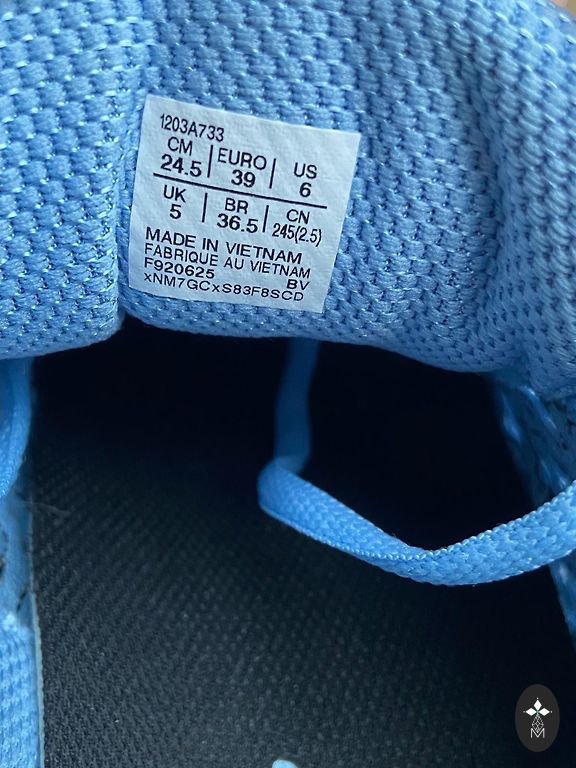 1203A733
CM 24.5 | EURO 39 | US 6
UK 5 | BR 36.5 | CN 245(2.5)
MADE IN VIETNAM
FABRIQUE AU VIETNAM
F920625 BV
xNM7GCxS83F8SCD
M